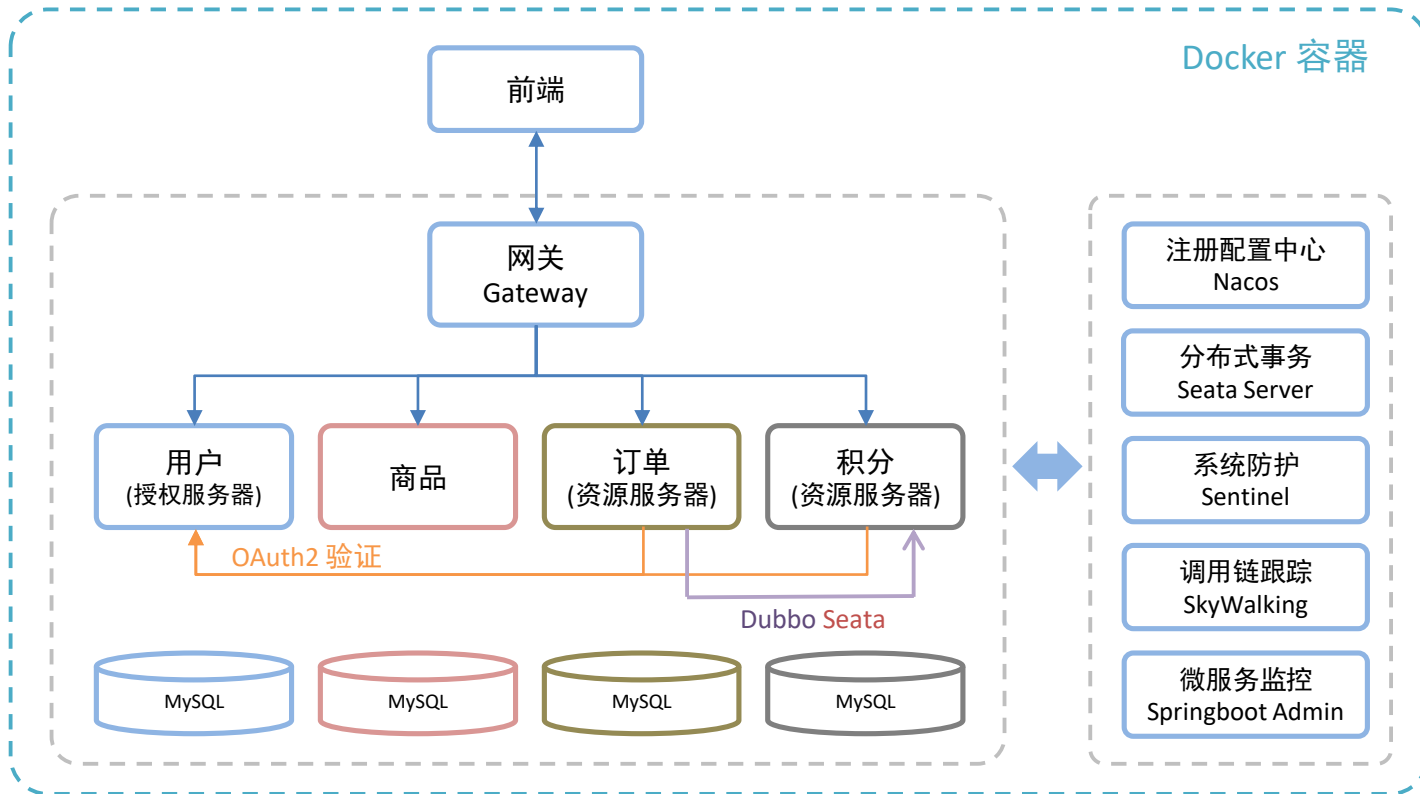 Docker 容器
前端
网关
Gateway
用户
(授权服务器)
商品
订单
(资源服务器)
积分
(资源服务器)
OAuth2 验证
Dubbo Seata
MySQL
MySQL
MySQL
MySQL
注册配置中心
Nacos
分布式事务
Seata Server
系统防护
Sentinel
调用链跟踪
SkyWalking
微服务监控
Springboot Admin